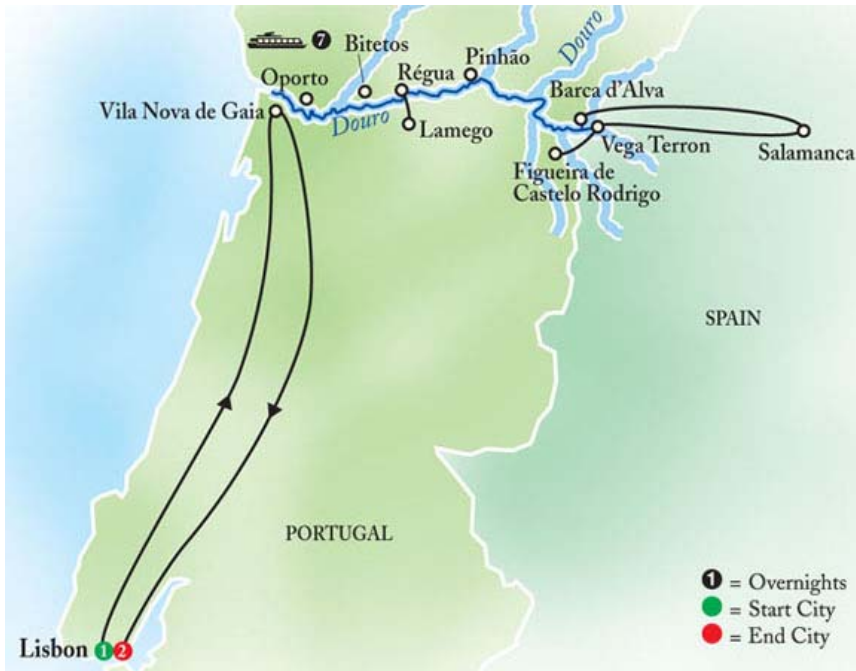 7
Bitetos
Pinhão
Douro
Oporto
Régua
Barca d'Alva
Vila Nova de Gaia
Douro
Lamego
Vega Terron
Salamanca
Figueira de
Castelo Rodrigo
SPAIN
PORTUGAL
1 = Overnights
= Start City
= End City
Lisbon 1 2